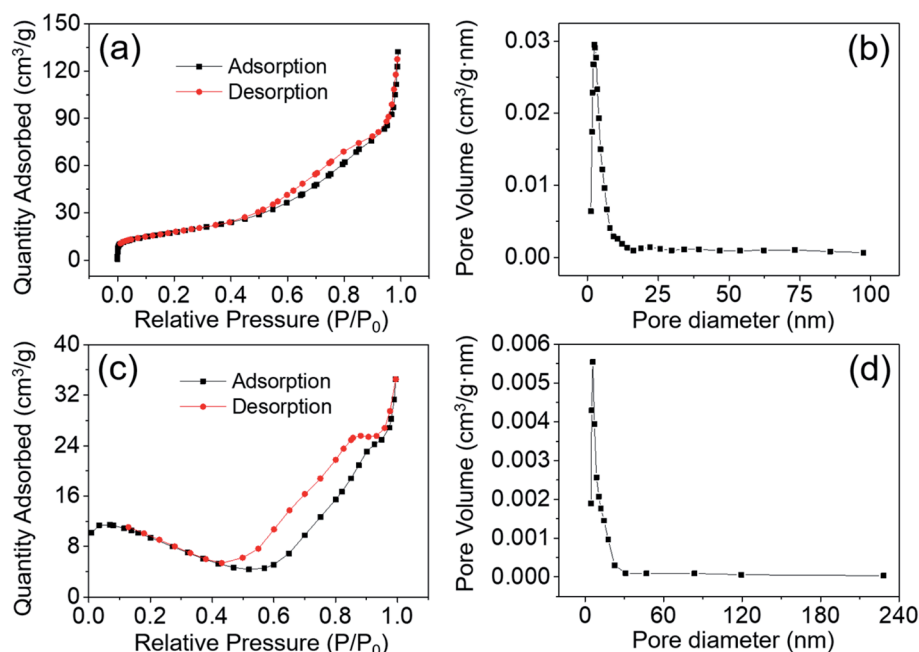 (a)
Quantity Adsorbed (cm³/g)
150
120
90
60
30
0
Adsorption
Desorption
0.0 0.2 0.4 0.6 0.8 1.0
Relative Pressure (P/P₀)
(b)
Pore Volume (cm³/g·nm)
0.03
0.02
0.01
0.00
0 25 50 75 100
Pore diameter (nm)
(c)
Quantity Adsorbed (cm³/g)
40
32
24
16
8
0
Adsorption
Desorption
0.0 0.2 0.4 0.6 0.8 1.0
Relative Pressure (P/P₀)
(d)
Pore Volume (cm³/g·nm)
0.006
0.005
0.004
0.003
0.002
0.001
0.000
0 60 120 180 240
Pore diameter (nm)